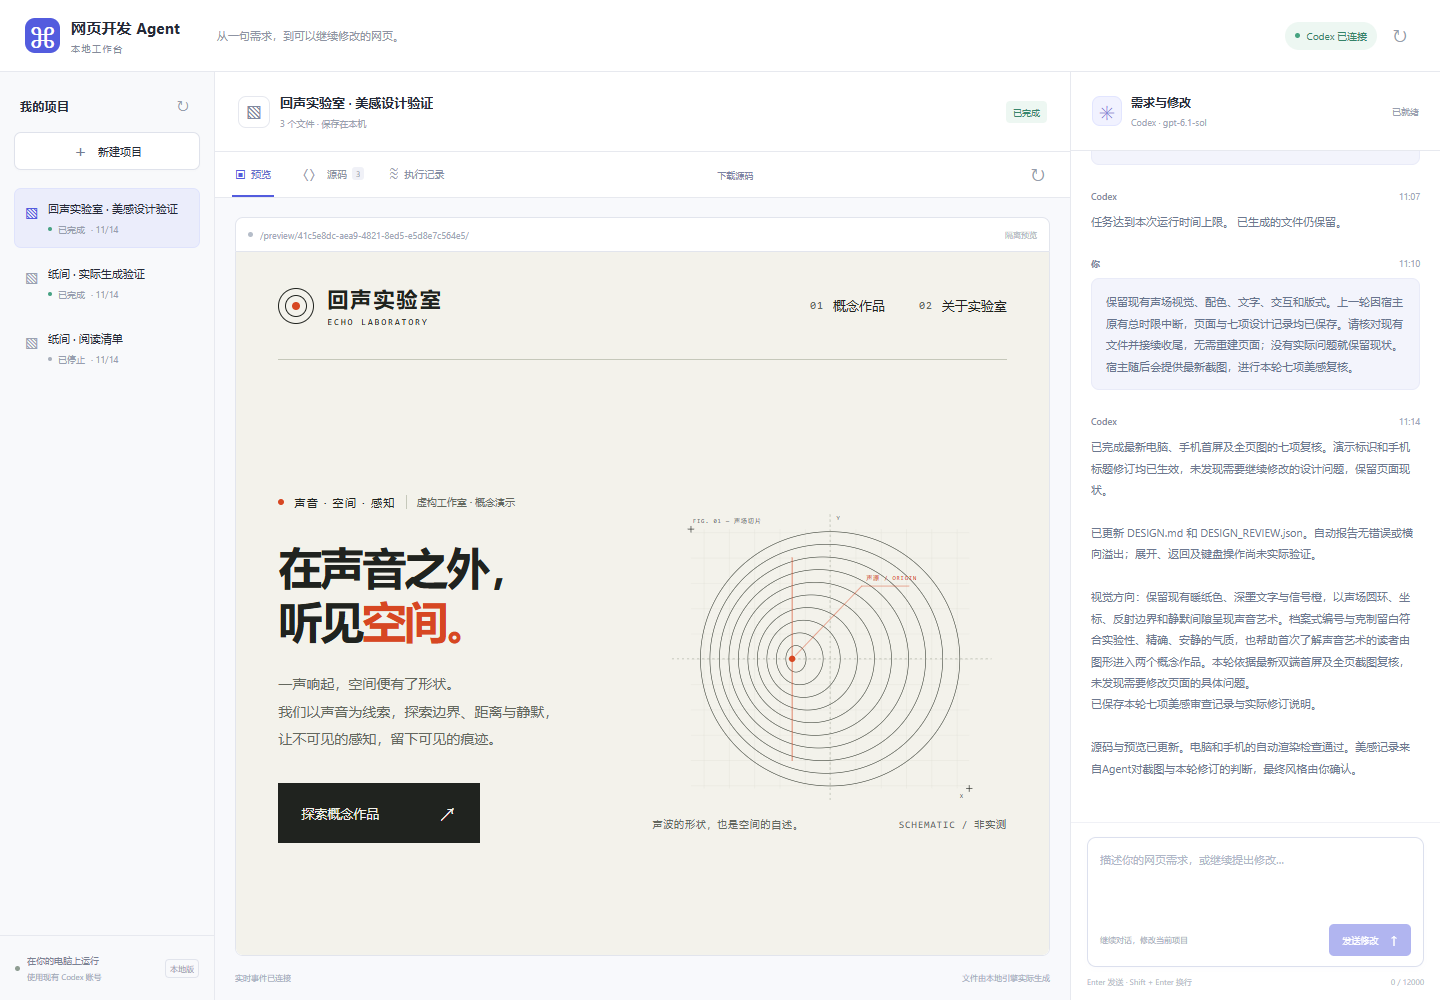 网页开发 Agent
本地工作台
从一句需求，到可以继续修改的网页。
Codex 已连接
我的项目
新建项目
回声实验室 · 美感设计验证
已完成 · 11/14
纸间 · 实际生成验证
已完成 · 11/14
纸间 · 阅读清单
已停止 · 11/14
在你的电脑上运行
使用现有 Codex 账号
本地版
回声实验室 · 美感设计验证
3 个文件 · 保存在本机
已完成
预览
源码 3
执行记录
下载源码
/preview/41c5e8dc-aea9-4821-8ed5-e5d8e7c564e5/
隔离预览
回声实验室
ECHO LABORATORY
01 概念作品
02 关于实验室
声音 · 空间 · 感知
虚构工作室 · 概念演示
在声音之外，
听见空间。
一声响起，空间便有了形状。
我们以声音为线索，探索边界、距离与静默，
让不可见的感知，留下可见的痕迹。
探索概念作品
FIG. 01 — 声场切片
Y
声源 / ORIGIN
X
声波的形状，也是空间的自述。
SCHEMATIC / 非实测
实时事件已连接
文件由本地引擎实际生成
需求与修改
Codex · gpt-6.1-sol
已就绪
Codex 11:07
任务达到本次运行时间上限。 已生成的文件仍保留。
你 11:10
保留现有声场视觉、配色、文字、交互和版式。上一轮因宿主
原有总时限中断，页面与七项设计记录均已保存。请核对现有
文件并接续收尾，无需重建页面；没有实际问题就保留现状。
宿主随后会提供最新截图，进行本轮七项美感复核。
Codex 11:14
已完成最新电脑、手机首屏及全页图的七项复核。演示标识和手机
标题修订均已生效，未发现需要继续修改的设计问题，保留页面现
状。
已更新 DESIGN.md 和 DESIGN_REVIEW.json。自动报告无错误或横
向溢出；展开、返回及键盘操作尚未实际验证。
视觉方向：保留现有暖纸色、深墨文字与信号橙，以声场圆环、坐
标、反射边界和静默间隙呈现声音艺术。档案式编号与克制留白符
合实验性、精确、安静的气质，也帮助首次了解声音艺术的读者由
图形进入两个概念作品。本轮依据最新双端首屏及全页截图复核，
未发现需要修改页面的具体问题。
已保存本轮七项美感审查记录与实际修订说明。
源码与预览已更新。电脑和手机的自动渲染检查通过。美感记录来
自Agent对截图与本轮修订的判断，最终风格由你确认。
描述你的网页需求，或继续提出修改...
继续对话，修改当前项目
发送修改 ↑
Enter 发送 · Shift + Enter 换行
0 / 12000